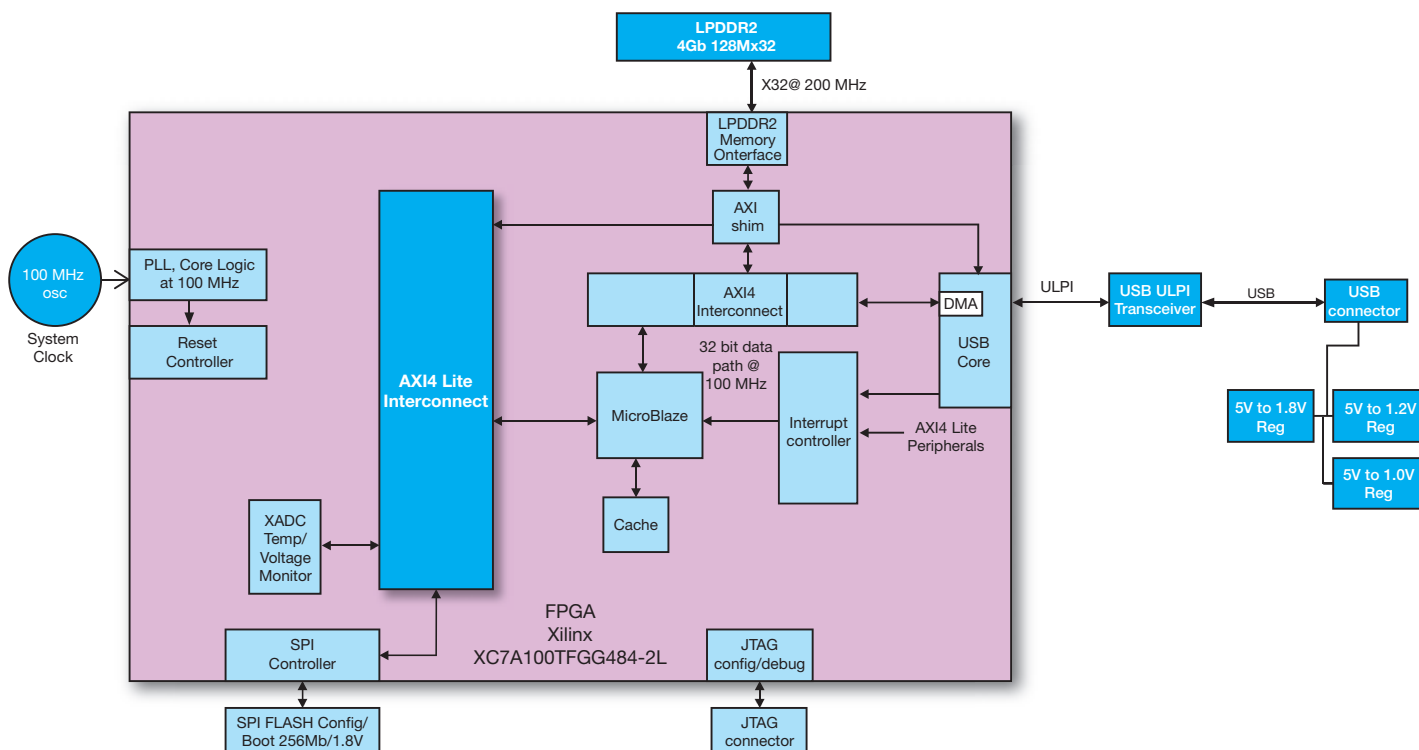 LPDDR2
4Gb 128Mx32
X32@ 200 MHz
LPDDR2
Memory
Onterface
AXI
shim
100 MHz
osc
System
Clock
PLL, Core Logic
at 100 MHz
Reset
Controller
AXI4 Lite
Interconnect
AXI4
Interconnect
DMA
USB
Core
ULPI
USB ULPI
Transceiver
USB
USB
connector
32 bit data
path @
100 MHz
MicroBlaze
Interrupt
controller
AXI4 Lite
Peripherals
5V to 1.8V
Reg
5V to 1.2V
Reg
5V to 1.0V
Reg
Cache
XADC
Temp/
Voltage
Monitor
FPGA
Xilinx
XC7A100TFGG484-2L
SPI
Controller
JTAG
config/debug
SPI FLASH Config/
Boot 256Mb/1.8V
JTAG
connector